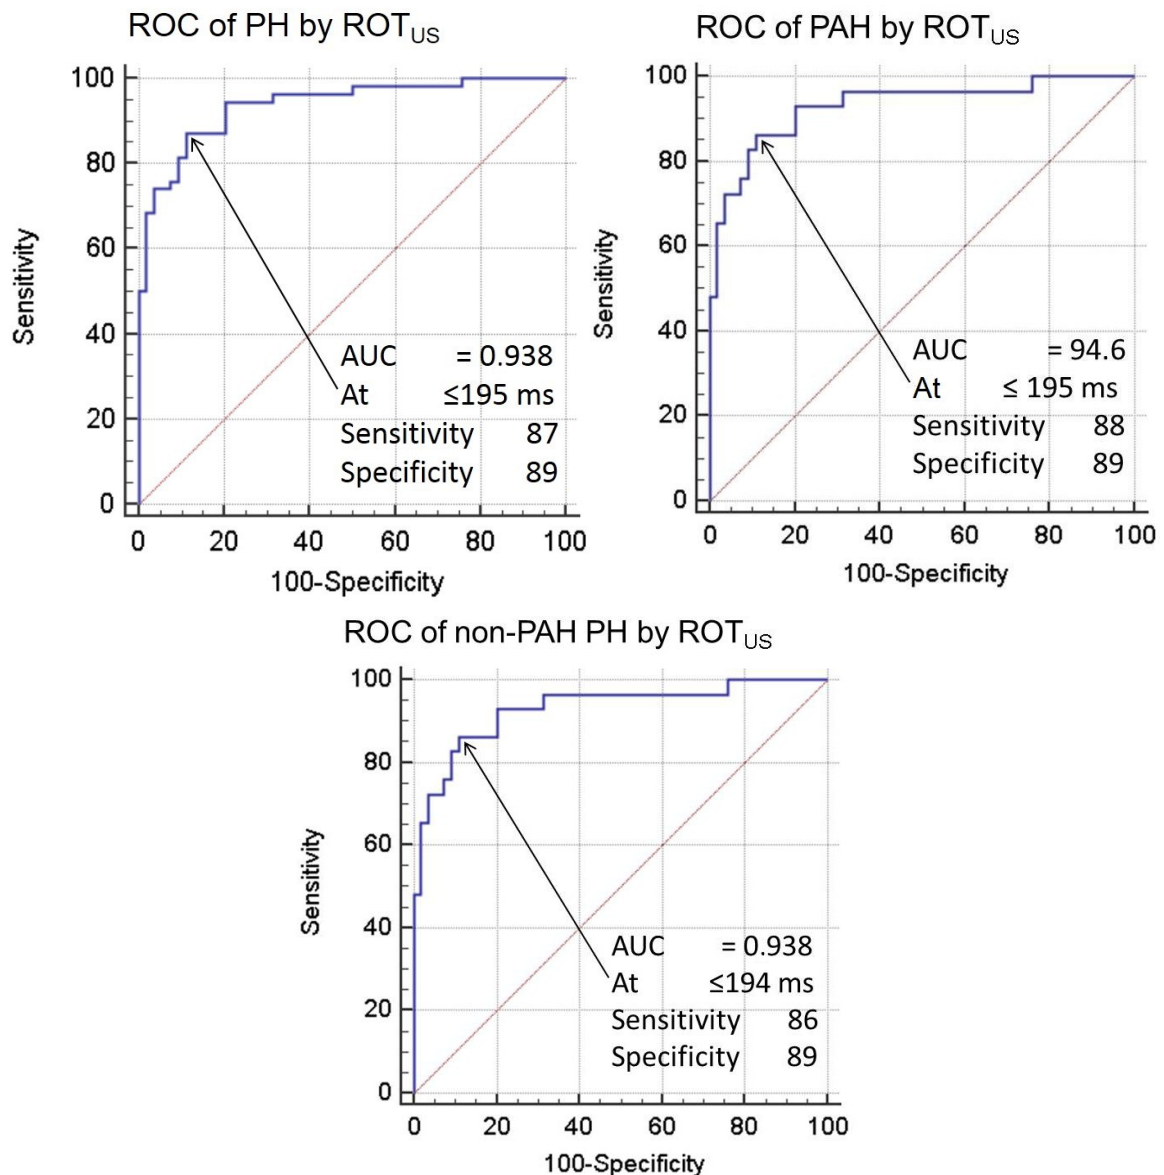 ROC of PH by ROTUS
100
80
60
40
20
0
Sensitivity
AUC = 0.938
At ≤195 ms
Sensitivity 87
Specificity 89
0 20 40 60 80 100
100-Specificity
ROC of PAH by ROTUS
100
80
60
40
20
0
Sensitivity
AUC = 94.6
At ≤ 195 ms
Sensitivity 88
Specificity 89
0 20 40 60 80 100
100-Specificity
ROC of non-PAH PH by ROTUS
100
80
60
40
20
0
Sensitivity
AUC = 0.938
At ≤194 ms
Sensitivity 86
Specificity 89
0 20 40 60 80 100
100-Specificity